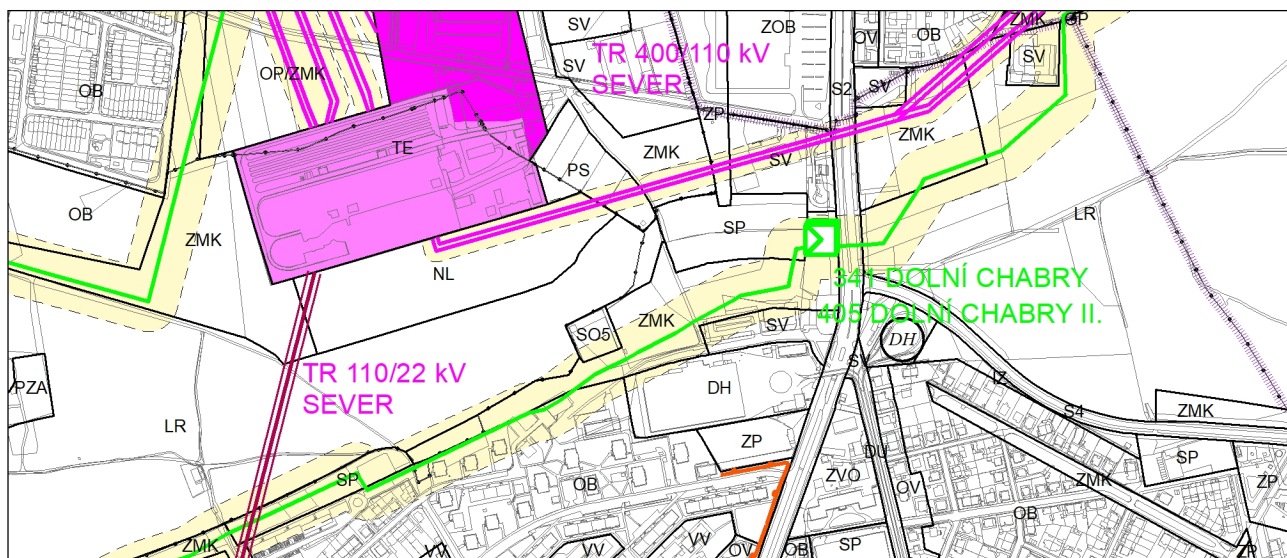 SV
ZOB
OV
OB
ZMK
OP
TR 400/110 kV
SEVER
SV
SV
OP/ZMK
OB
S2
SV
ZP
TE
ZMK
SV
ZMK
PS
OB
LR
ZMK
SP
NL
341 DOLNÍ CHABRY
405 DOLNÍ CHABRY II.
ZMK
SV
SO5
DH
SV
TR 110/22 kV
SEVER
PZA
DH
IZ
S4
ZMK
LR
ZP
DU
SP
SP
OB
ZVO
OV
ZMK
ZP
OB
ZMK
VV
VV
OV
OB
SP